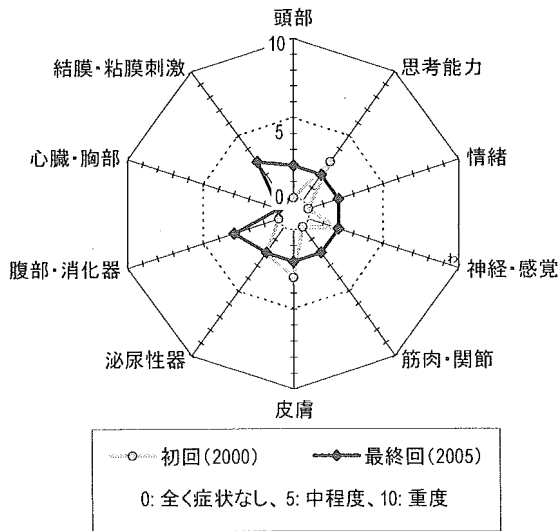 頭部
10
結膜・粘膜刺激
思考能力
5
心臓・胸部
情緒
0
腹部・消化器
神経・感覚
泌尿性器
筋肉・関節
皮膚
初回(2000) 最終回(2005)
0: 全く症状なし、5: 中程度、10: 重度